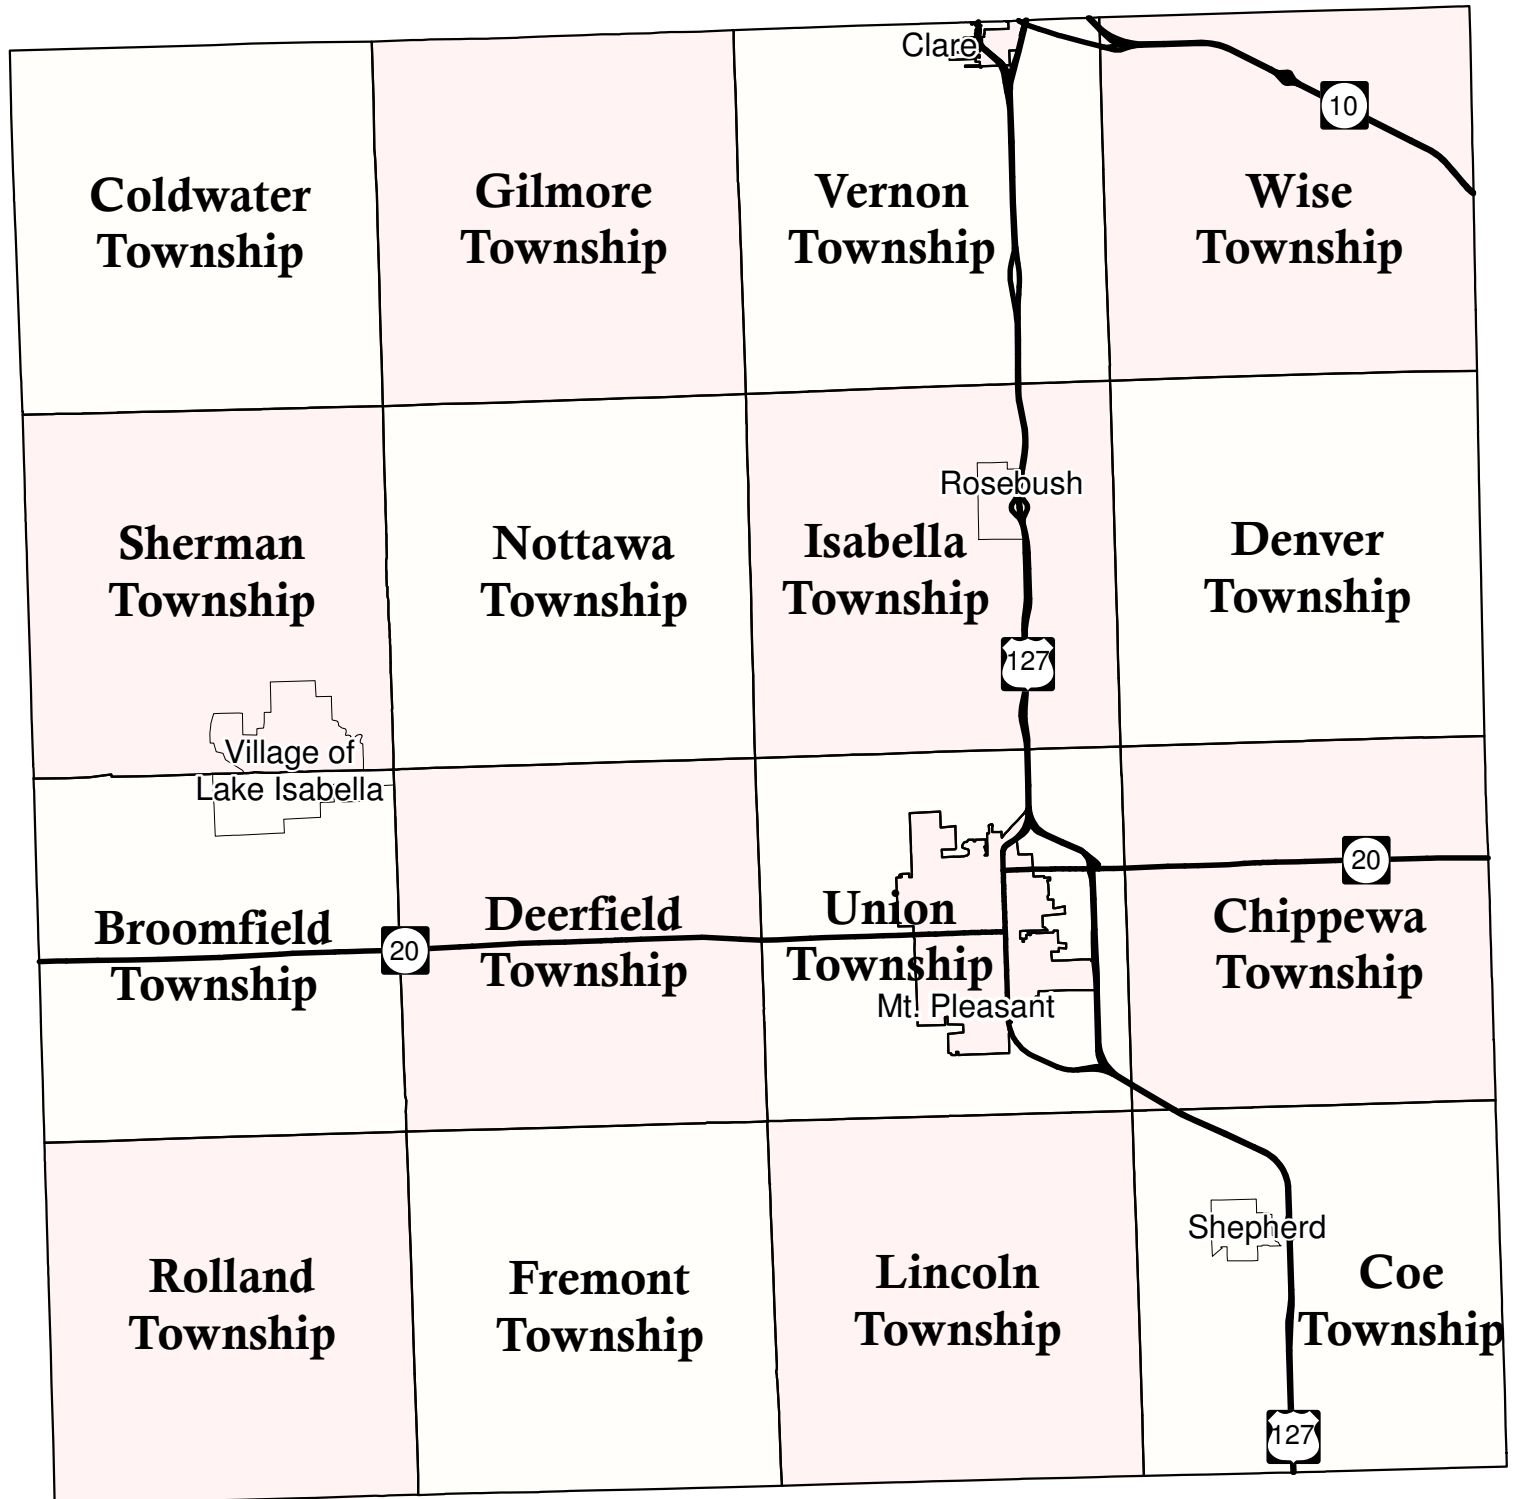 Clare
10
Coldwater
Township
Gilmore
Township
Vernon
Township
Wise
Township
Rosebush
Sherman
Township
Nottawa
Township
Isabella
Township
Denver
Township
127
Village of
Lake Isabella
20
Broomfield
Township
20
Deerfield
Township
Union
Township
Mt. Pleasant
Chippewa
Township
Shepherd
Rolland
Township
Fremont
Township
Lincoln
Township
Coe
Township
127